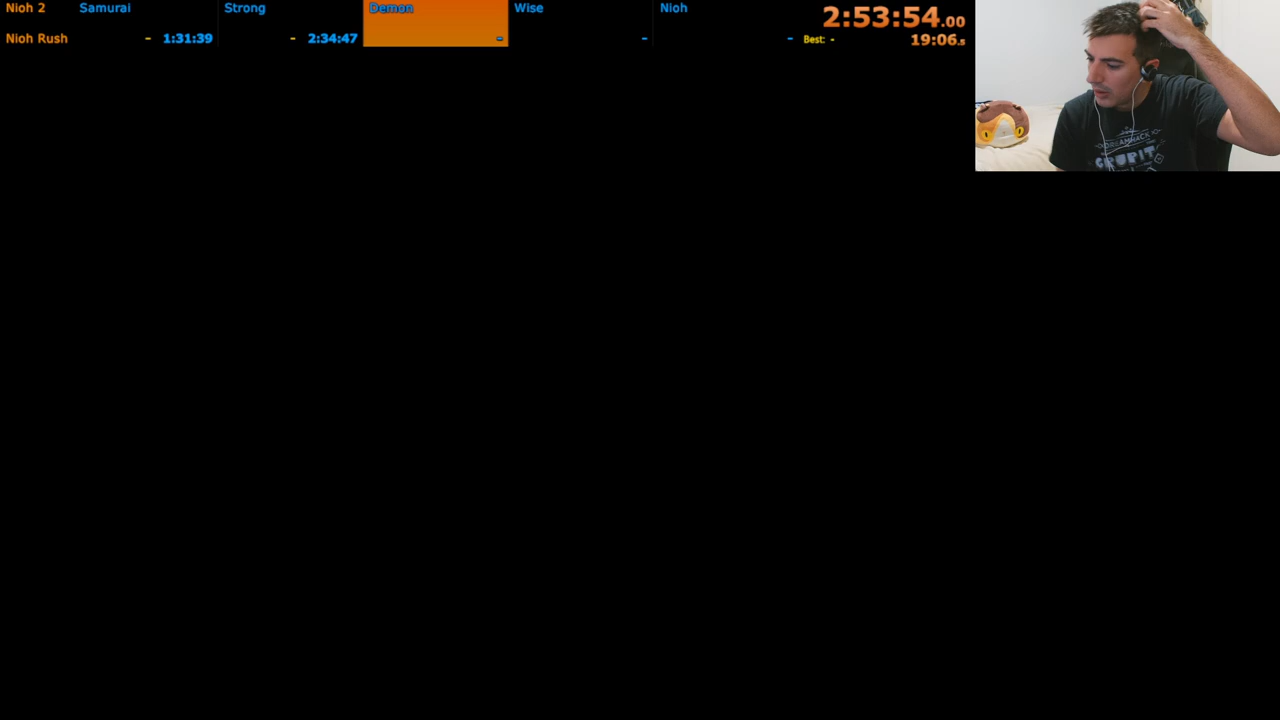 Nioh 2 Samurai Strong Demon Wise Nioh 2:53:54.00
Nioh Rush - 1:31:39 - 2:34:47 - - - Best: - 19:06.5
DREAMHACK